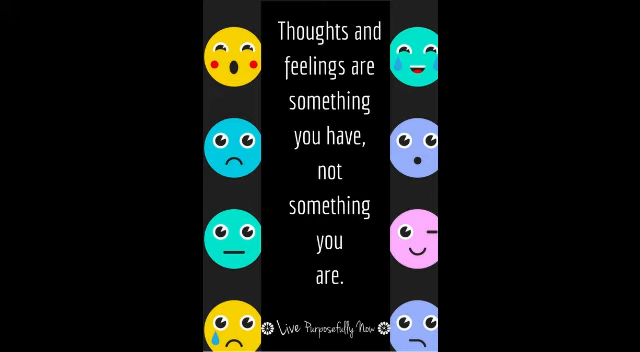 Thoughts and
feelings are
something
you have,
not
something
you
are.
Live Purposefully Now